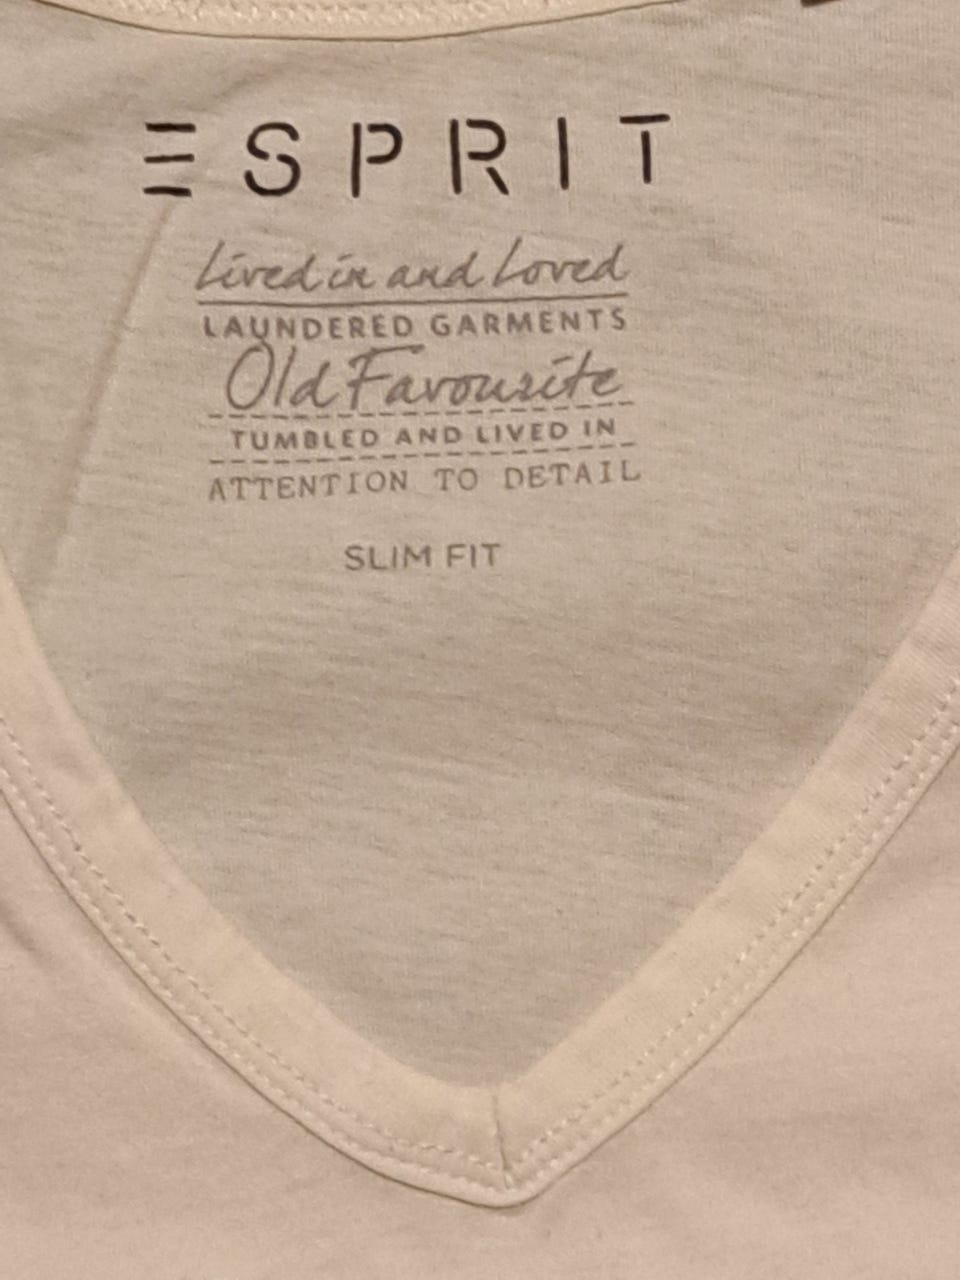 ESPRIT
Lived in and Loved
LAUNDERED GARMENTS
Old Favourite
TUMBLED AND LIVED IN
ATTENTION TO DETAIL
SLIM FIT